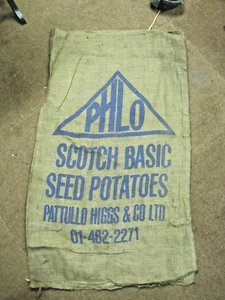 PHLO
SCOTCH BASIC
SEED POTATOES
PATTULLO HIGGS & CO LTD.
01-462-2271